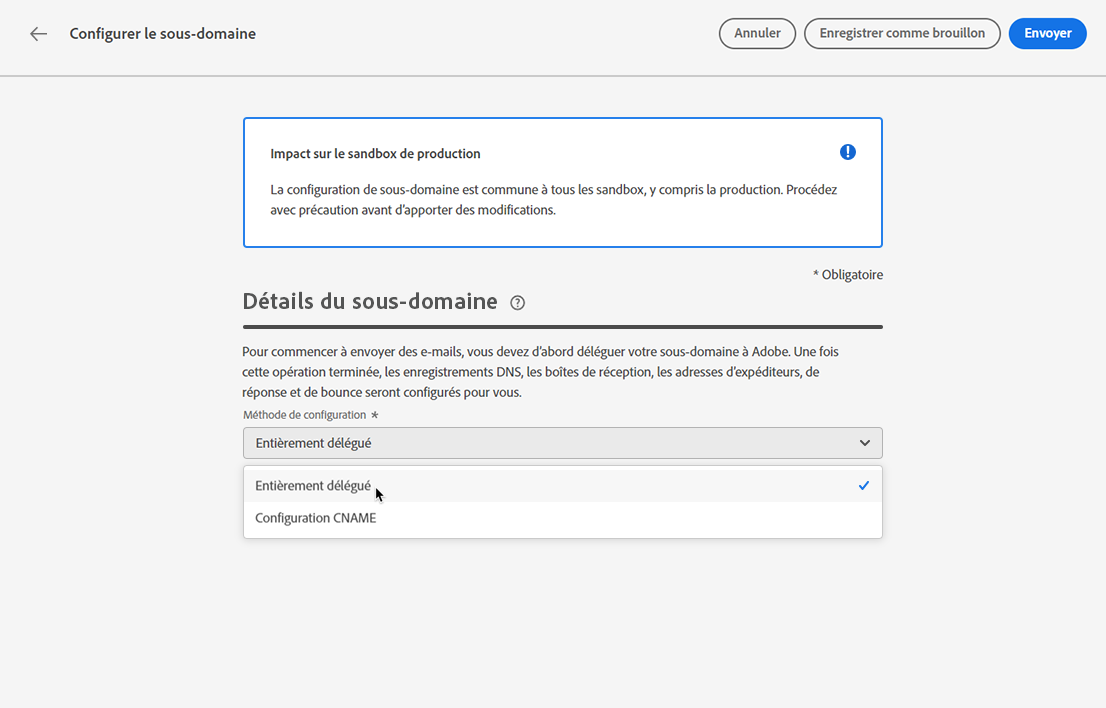 Configurer le sous-domaine
Annuler
Enregistrer comme brouillon
Envoyer
Impact sur le sandbox de production
La configuration de sous-domaine est commune à tous les sandbox, y compris la production. Procédez
avec précaution avant d'apporter des modifications.
* Obligatoire
Détails du sous-domaine
Pour commencer à envoyer des e-mails, vous devez d'abord déléguer votre sous-domaine à Adobe. Une fois
cette opération terminée, les enregistrements DNS, les boîtes de réception, les adresses d'expéditeurs, de
réponse et de bounce seront configurés pour vous.
Méthode de configuration *
Entièrement délégué
Entièrement délégué
Configuration CNAME